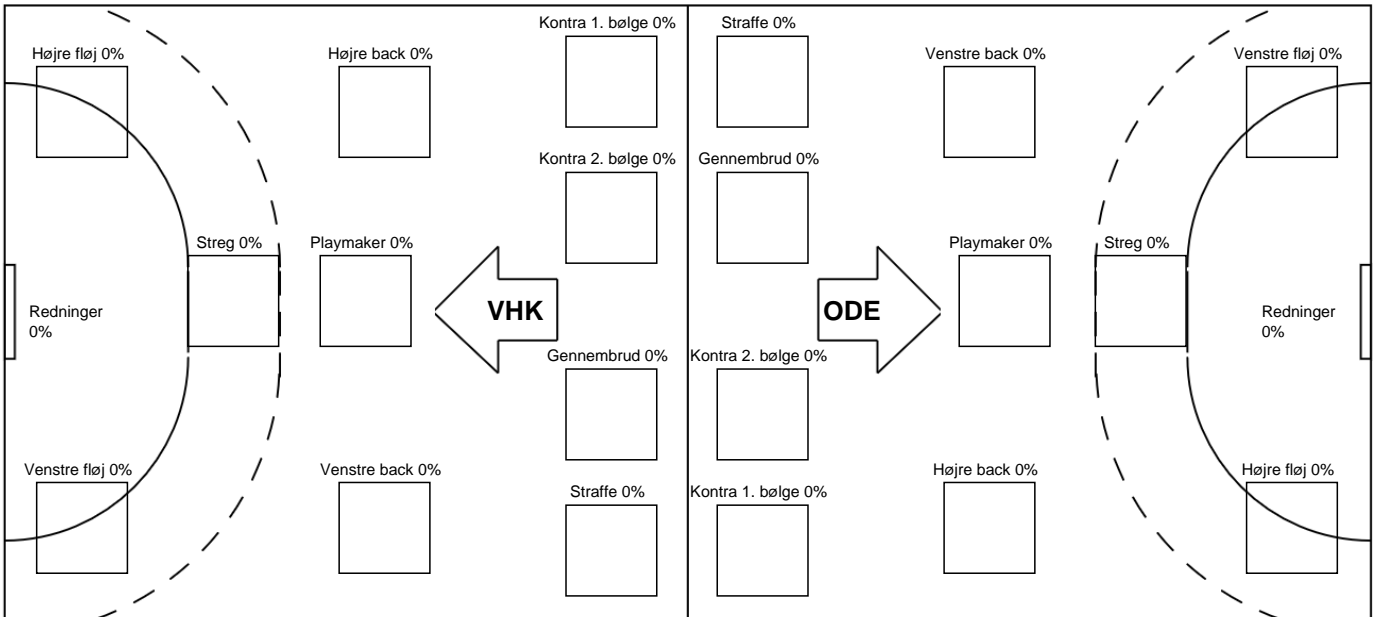 Kontra 1. bølge 0%
Straffe 0%
Højre fløj 0%
Højre back 0%
Venstre back 0%
Venstre fløj 0%
Kontra 2. bølge 0%
Gennembrud 0%
Streg 0%
Playmaker 0%
Playmaker 0%
Streg 0%
Redninger
0%
VHK
ODE
Redninger
0%
Gennembrud 0%
Kontra 2. bølge 0%
Venstre fløj 0%
Venstre back 0%
Højre back 0%
Højre fløj 0%
Straffe 0%
Kontra 1. bølge 0%